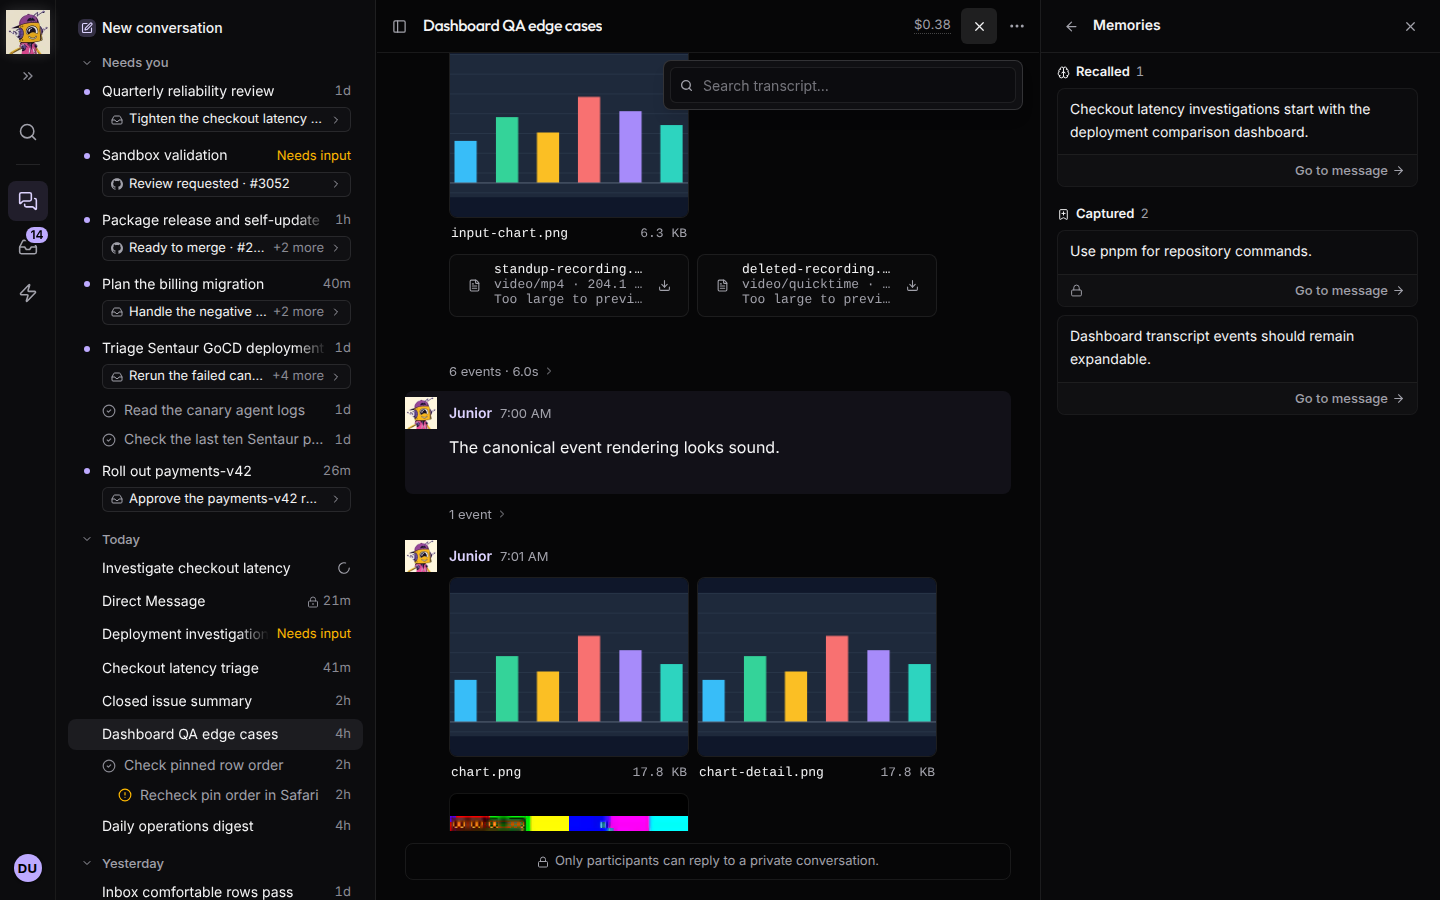 New conversation
Needs you
Quarterly reliability review 1d
Tighten the checkout latency ...
Sandbox validation Needs input
Review requested · #3052
Package release and self-update 1h
Ready to merge · #2... +2 more
Plan the billing migration 40m
Handle the negative ... +2 more
Triage Sentaur GoCD deployment 1d
Rerun the failed can... +4 more
Read the canary agent logs 1d
Check the last ten Sentaur p... 1d
Roll out payments-v42 26m
Approve the payments-v42 r...
Today
Investigate checkout latency
Direct Message 21m
Deployment investigation Needs input
Checkout latency triage 41m
Closed issue summary 2h
Dashboard QA edge cases 4h
Check pinned row order 2h
Recheck pin order in Safari 2h
Daily operations digest 4h
Yesterday
Inbox comfortable rows pass 1d
14
DU
Dashboard QA edge cases $0.38
Search transcript...
input-chart.png 6.3 KB
standup-recording.…
video/mp4 · 204.1 …
Too large to previ…
deleted-recording.…
video/quicktime · …
Too large to previ…
6 events · 6.0s
Junior 7:00 AM
The canonical event rendering looks sound.
1 event
Junior 7:01 AM
chart.png 17.8 KB
chart-detail.png 17.8 KB
Only participants can reply to a private conversation.
Memories
Recalled 1
Checkout latency investigations start with the
deployment comparison dashboard.
Go to message
Captured 2
Use pnpm for repository commands.
Go to message
Dashboard transcript events should remain
expandable.
Go to message